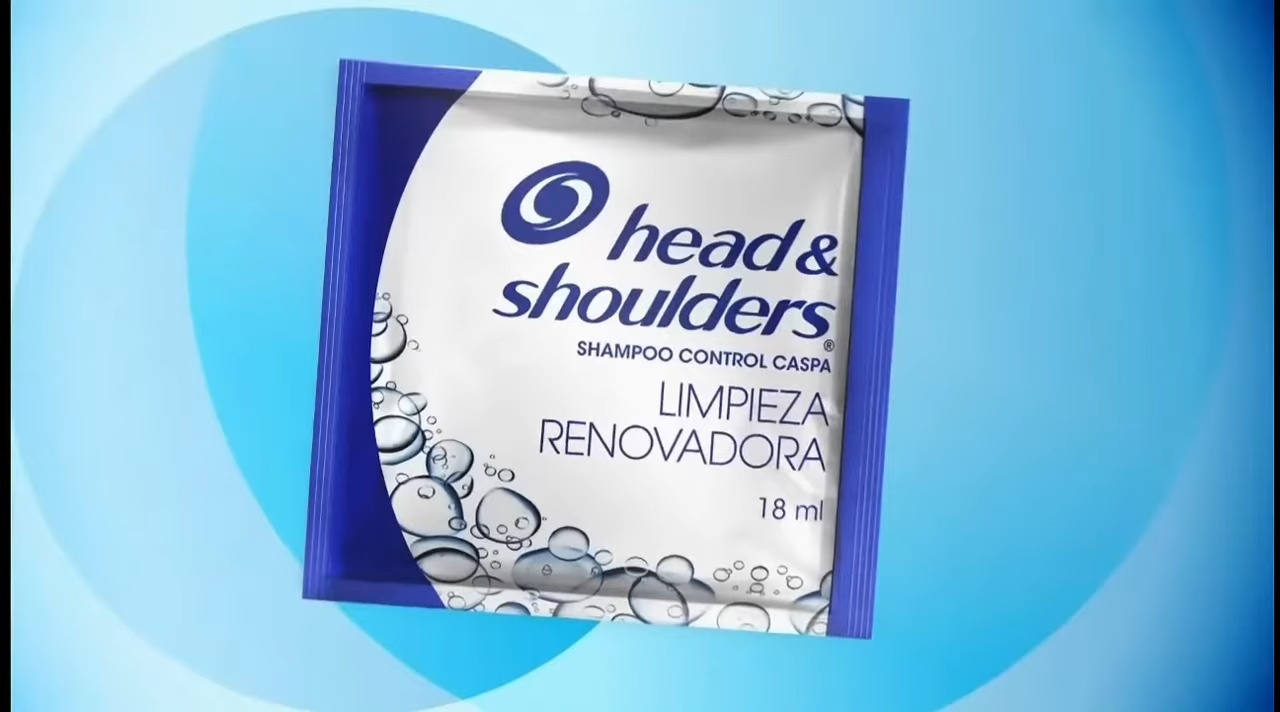 head &
shoulders®
SHAMPOO CONTROL CASPA
LIMPIEZA
RENOVADORA
18 ml